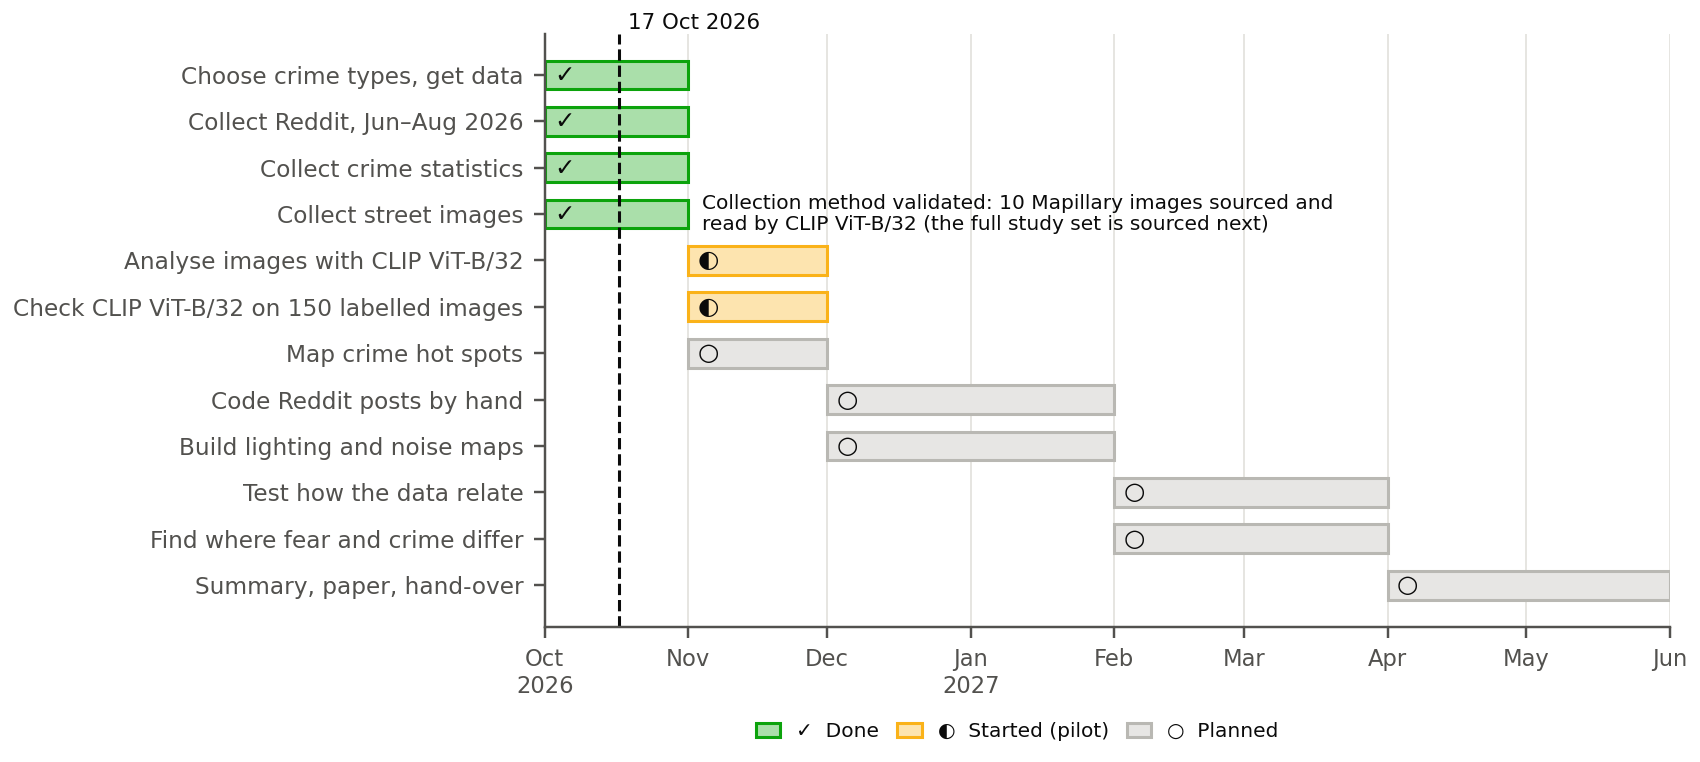 17 Oct 2026
Choose crime types, get data
✓
Collect Reddit, Jun–Aug 2026
✓
Collect crime statistics
✓
Collect street images
✓
Collection method validated: 10 Mapillary images sourced and
read by CLIP ViT-B/32 (the full study set is sourced next)
Analyse images with CLIP ViT-B/32
◐
Check CLIP ViT-B/32 on 150 labelled images
◐
Map crime hot spots
○
Code Reddit posts by hand
○
Build lighting and noise maps
○
Test how the data relate
○
Find where fear and crime differ
○
Summary, paper, hand-over
○
Oct Nov Dec Jan Feb Mar Apr May Jun
2026 2027
✓ Done ◐ Started (pilot) ○ Planned